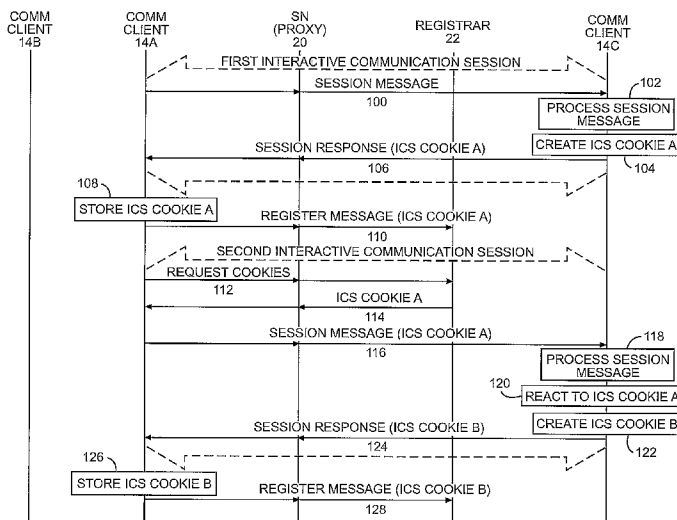 COMM
CLIENT
14B
COMM
CLIENT
14A
SN
(PROXY)
20
REGISTRAR
22
COMM
CLIENT
14C
FIRST INTERACTIVE COMMUNICATION SESSION
SESSION MESSAGE
100
102
PROCESS SESSION
MESSAGE
CREATE ICS COOKIE A
104
SESSION RESPONSE (ICS COOKIE A)
106
108
STORE ICS COOKIE A
REGISTER MESSAGE (ICS COOKIE A)
110
SECOND INTERACTIVE COMMUNICATION SESSION
REQUEST COOKIES
112
ICS COOKIE A
114
SESSION MESSAGE (ICS COOKIE A)
116
118
PROCESS SESSION
MESSAGE
120
REACT TO ICS COOKIE A
CREATE ICS COOKIE B
122
SESSION RESPONSE (ICS COOKIE B)
124
126
STORE ICS COOKIE B
REGISTER MESSAGE (ICS COOKIE B)
128